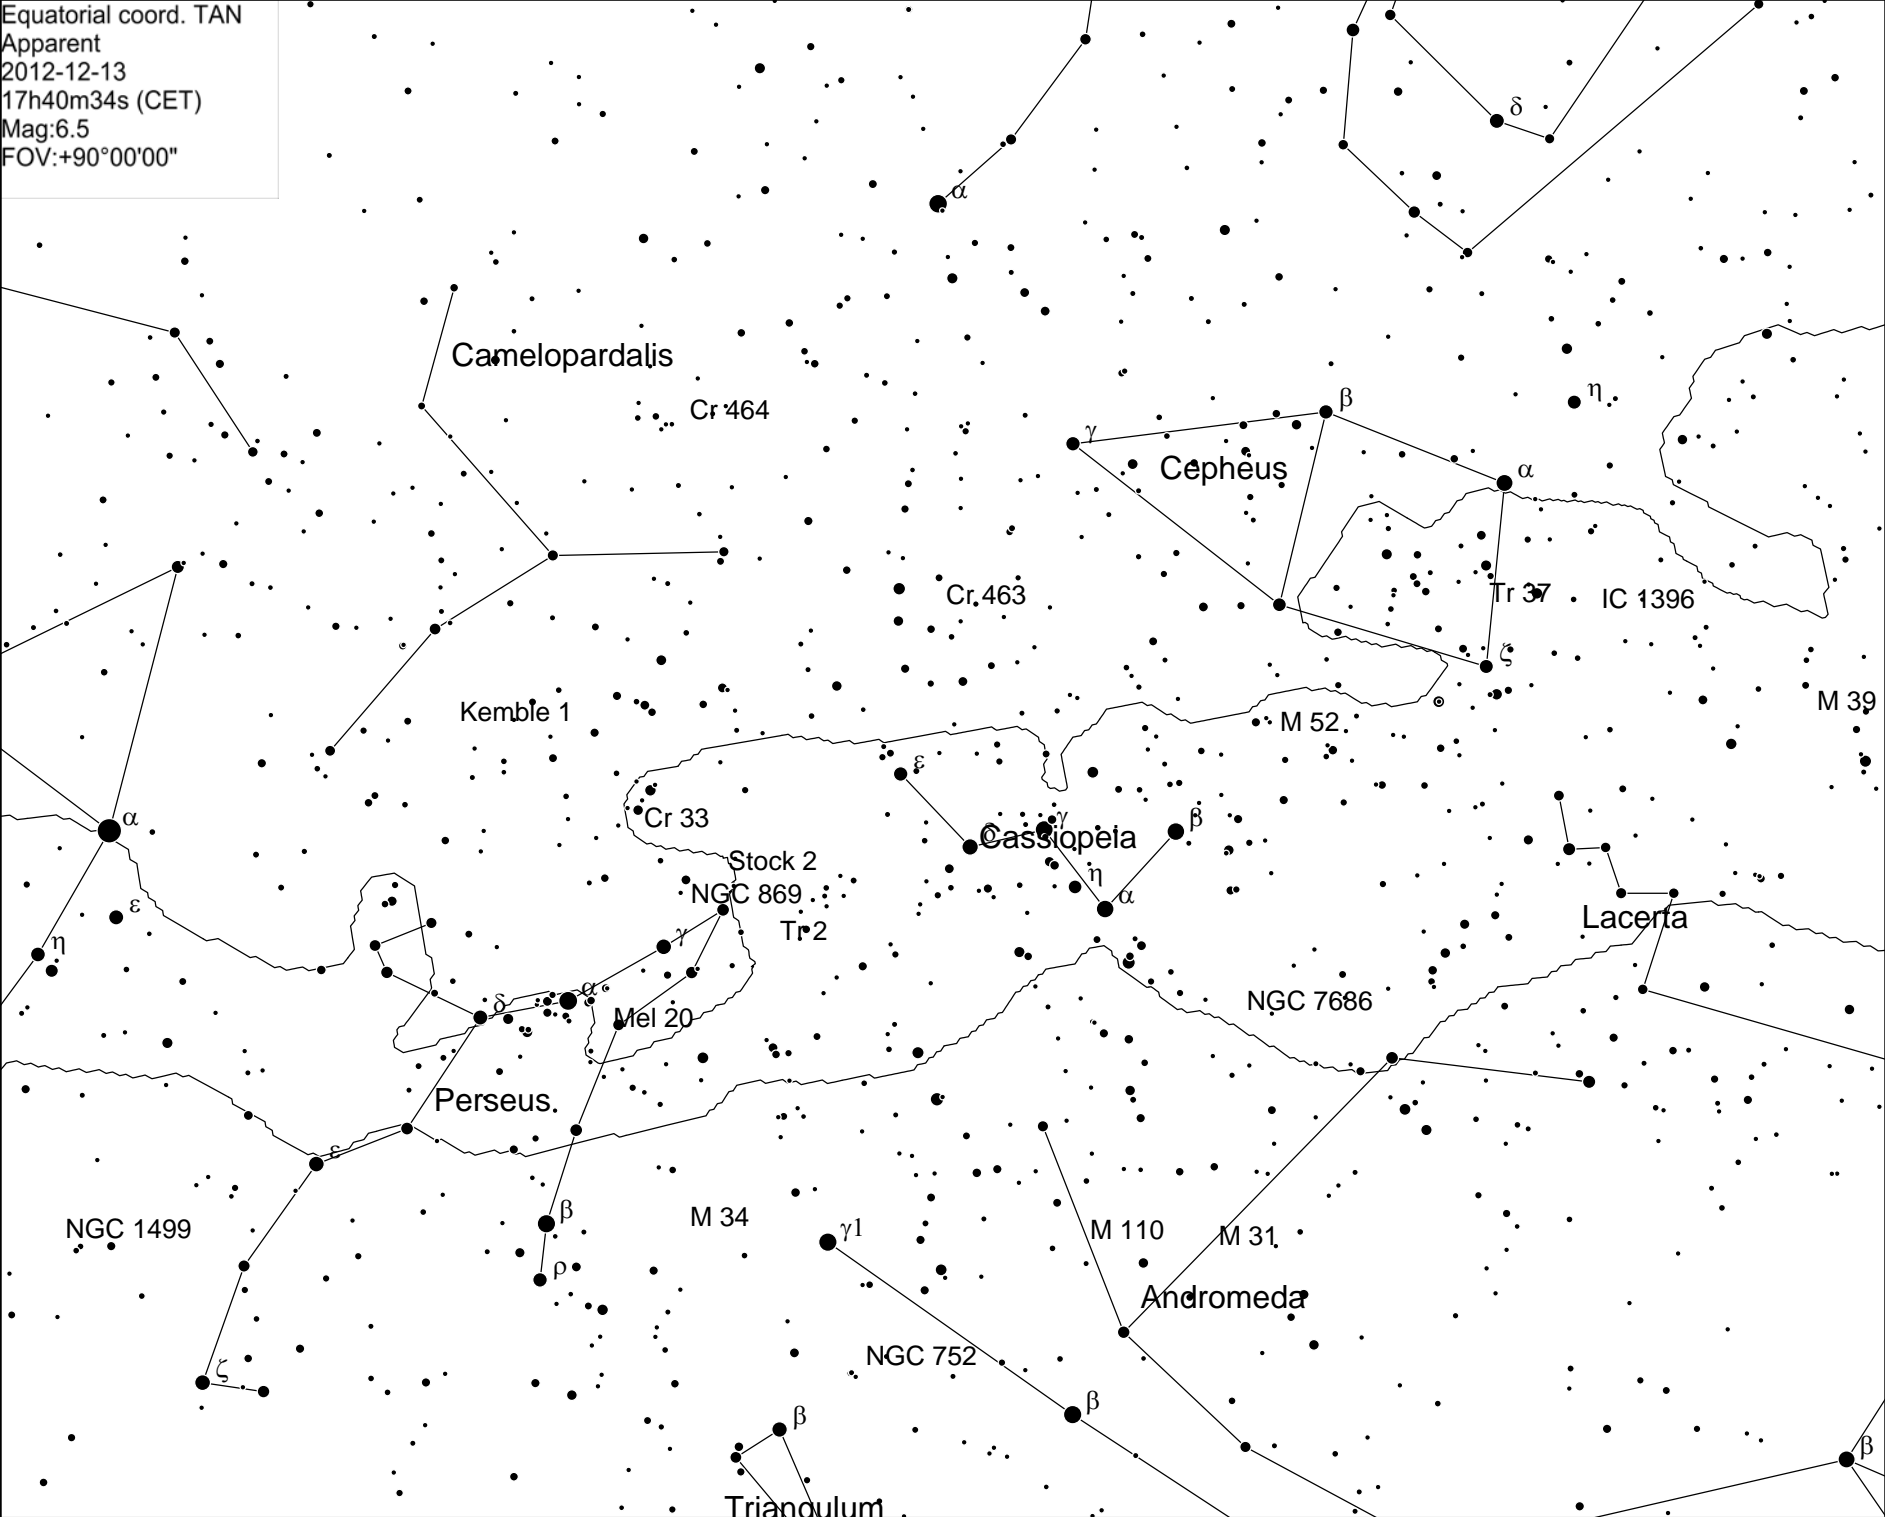 Equatorial coord. TAN
Apparent
2012-12-13
17h40m34s (CET)
Mag:6.5
FOV:+90°00'00"
δ
α
Camelopardalis
η
β
Cr 464
γ
Cepheus
α
Cr 463
Tr 37
IC 1396
ζ
M 39
Kemble 1
M 52
ε
α
Cr 33
δ
γ
Cassiopeia
β
Stock 2
η
NGC 869
α
ε
Tr 2
Lacerta
γ
η
α
δ
NGC 7686
Mel 20
Perseus
ε
β
M 34
γ1
M 110
M 31
NGC 1499
ρ
Andromeda
NGC 752
ζ
β
β
β
Triangulum